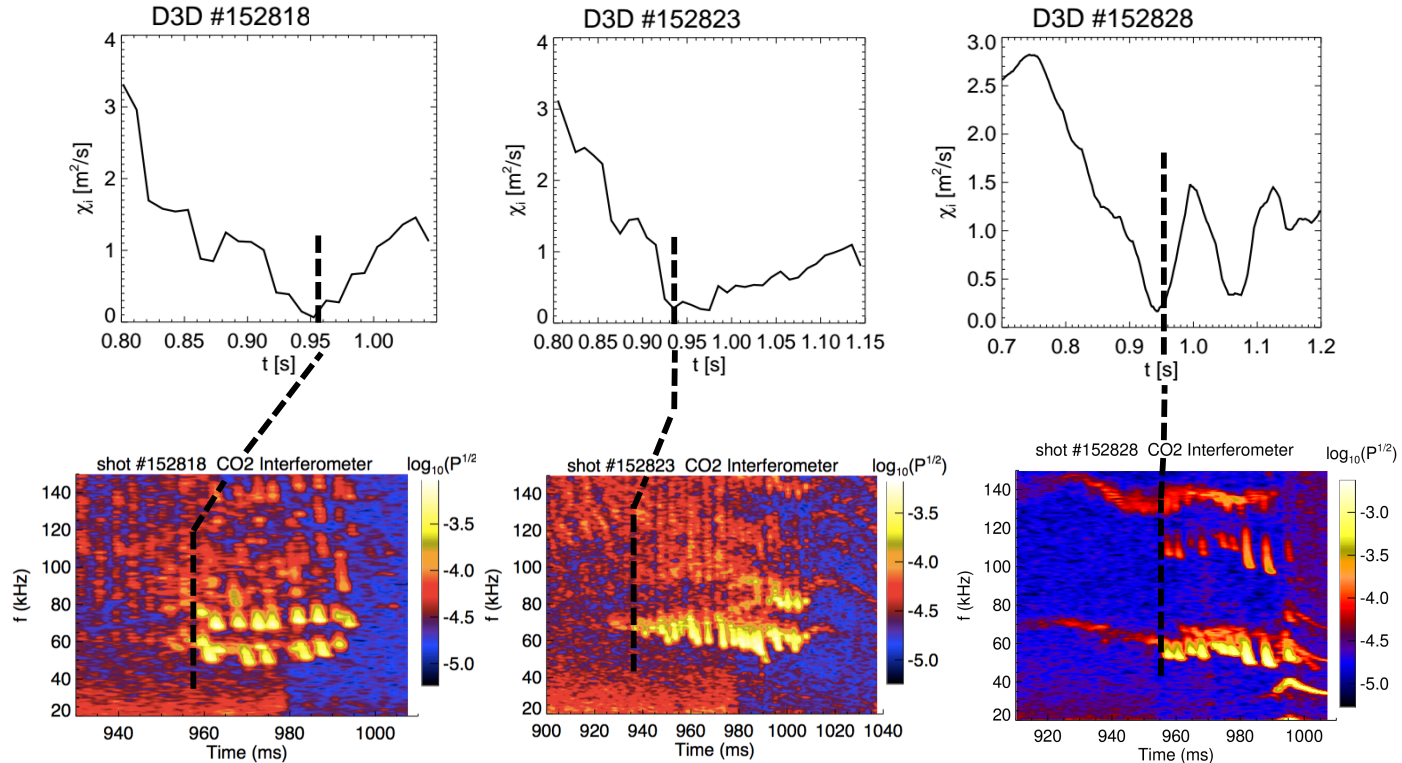 D3D #152818
D3D #152823
D3D #152828
4
3
2
1
0
χi [m²/s]
0.80 0.85 0.90 0.95 1.00
t [s]
4
3
2
1
0
χi [m²/s]
0.80 0.85 0.90 0.95 1.00 1.05 1.10 1.15
t [s]
3.0
2.5
2.0
1.5
1.0
0.5
0.0
χi [m²/s]
0.7 0.8 0.9 1.0 1.1 1.2
t [s]
shot #152818 CO2 Interferometer
log10(P^1/2)
140
120
100
80
60
40
20
f (kHz)
940 960 980 1000
Time (ms)
-3.5
-4.0
-4.5
-5.0
shot #152823 CO2 Interferometer
log10(P^1/2)
140
120
100
80
60
40
20
f (kHz)
900 920 940 960 980 1000 1020 1040
Time (ms)
-3.5
-4.0
-4.5
-5.0
shot #152828 CO2 Interferometer
log10(P^1/2)
140
120
100
80
60
40
20
f (kHz)
920 940 960 980 1000
Time (ms)
-3.0
-3.5
-4.0
-4.5
-5.0